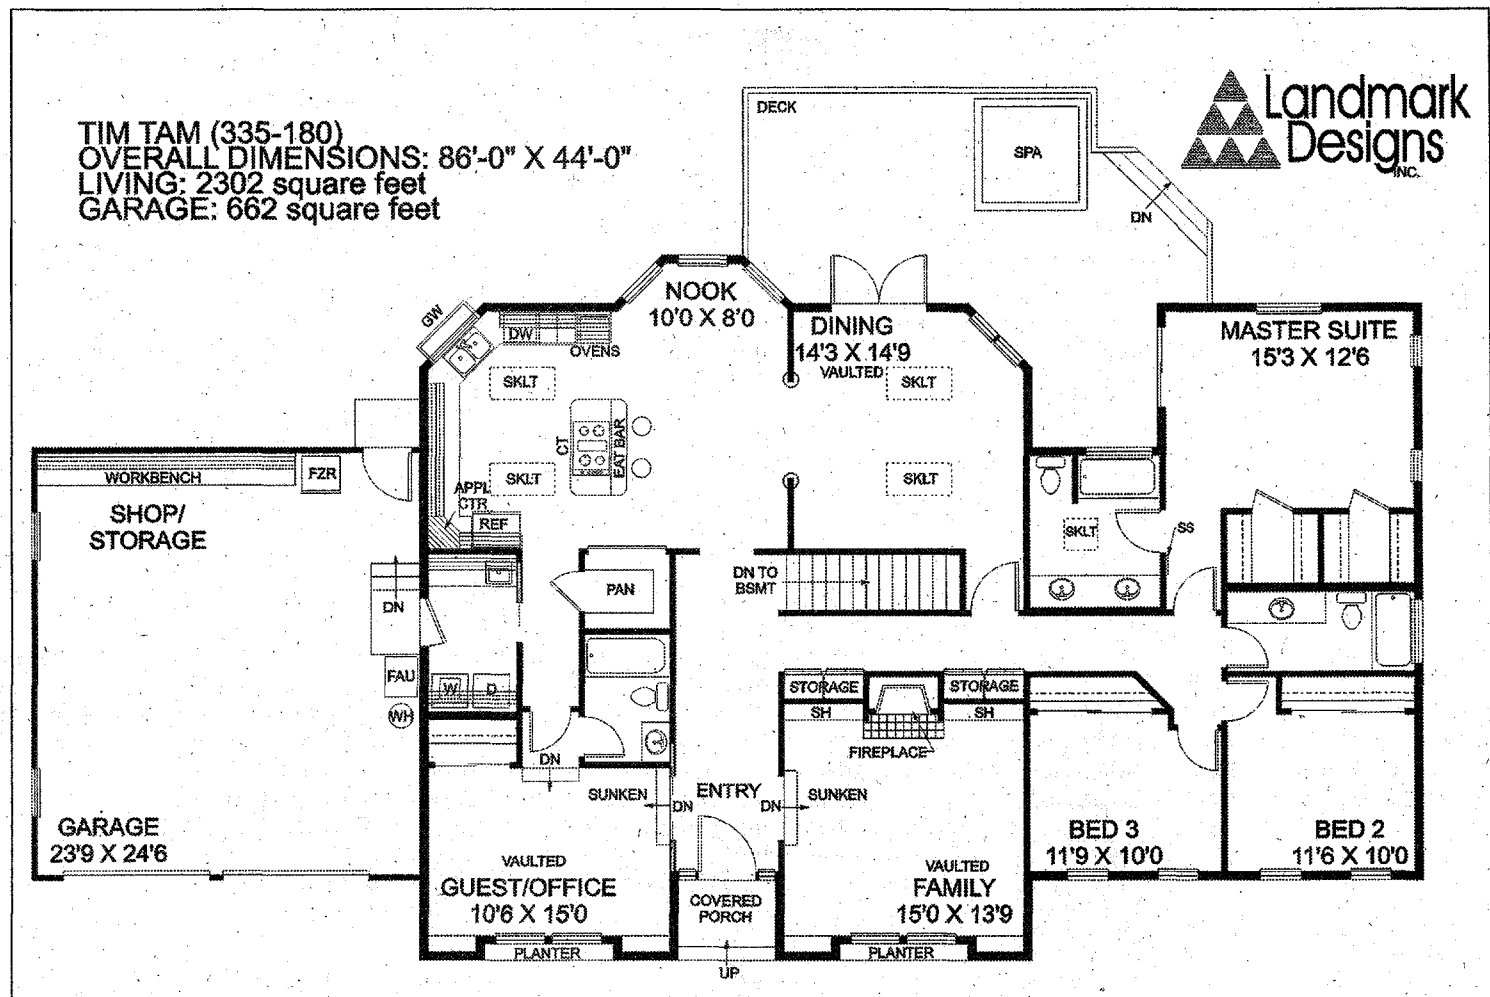 TIM TAM (335-180)
OVERALL DIMENSIONS: 86'-0" X 44'-0"
LIVING: 2302 square feet
GARAGE: 662 square feet
Landmark
Designs
INC.
DECK
SPA
DN
NOOK
10'0 X 8'0
GW
DW
OVENS
DINING
14'3 X 14'9
VAULTED
MASTER SUITE
15'3 X 12'6
SKLT
SKLT
CT
EAT BAR
SKLT
SKLT
APPL
CTR
REF
WORKBENCH
FZR
SHOP/
STORAGE
SKLT
SS
DN
PAN
DN TO
BSMT
FAU
W
D
WH
STORAGE
STORAGE
SH
SH
FIREPLACE
DN
SUNKEN
DN
ENTRY
DN
SUNKEN
GARAGE
23'9 X 24'6
BED 3
11'9 X 10'0
BED 2
11'6 X 10'0
VAULTED
GUEST/OFFICE
10'6 X 15'0
COVERED
PORCH
VAULTED
FAMILY
15'0 X 13'9
PLANTER
PLANTER
UP